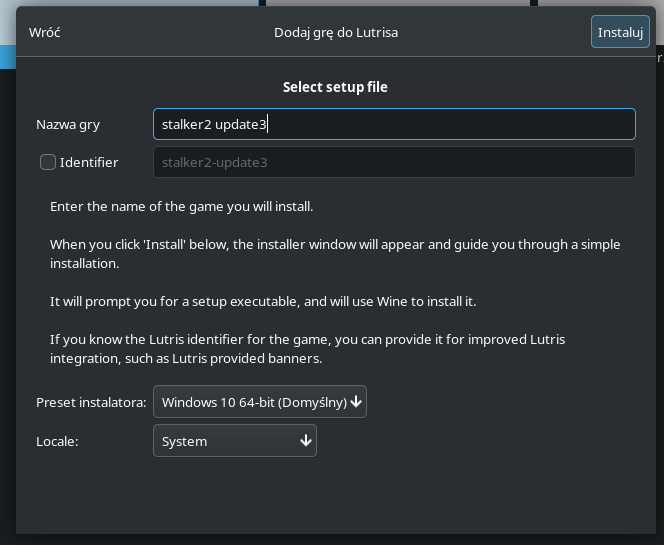 Wróć
Dodaj grę do Lutrisa
Instaluj
Select setup file
Nazwa gry
stalker2 update3
Identifier
stalker2-update3
Enter the name of the game you will install.
When you click 'Install' below, the installer window will appear and guide you through a simple
installation.
It will prompt you for a setup executable, and will use Wine to install it.
If you know the Lutris identifier for the game, you can provide it for improved Lutris
integration, such as Lutris provided banners.
Preset instalatora:
Windows 10 64-bit (Domyślny)
Locale:
System